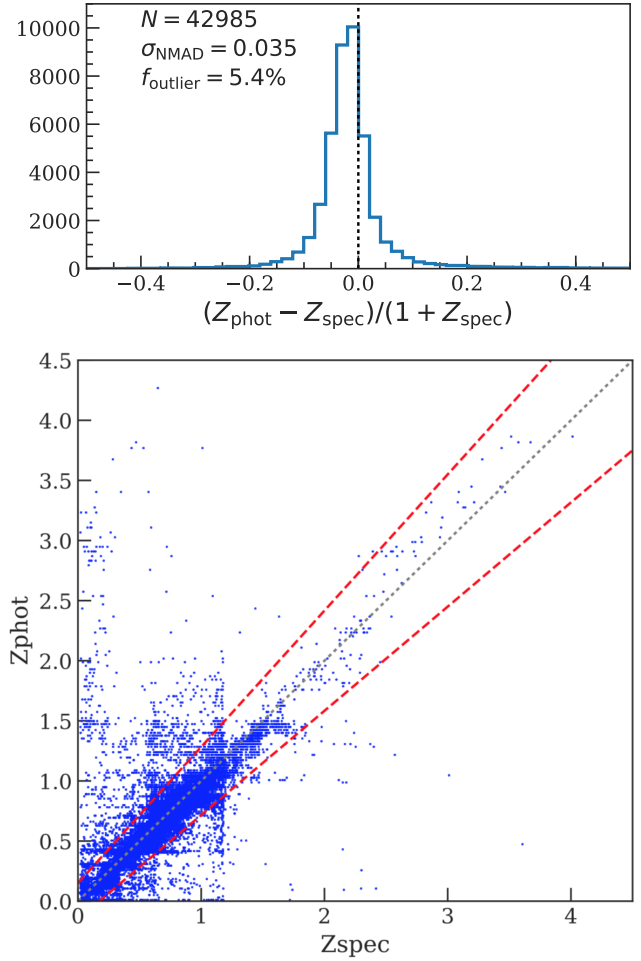 N = 42985
σNMAD = 0.035
foutlier = 5.4%
10000
8000
6000
4000
2000
0
−0.4 −0.2 0.0 0.2 0.4
(Zphot − Zspec)/(1 + Zspec)
4.5
4.0
3.5
3.0
2.5
2.0
1.5
1.0
0.5
0.0
Zphot
0 1 2 3 4
Zspec